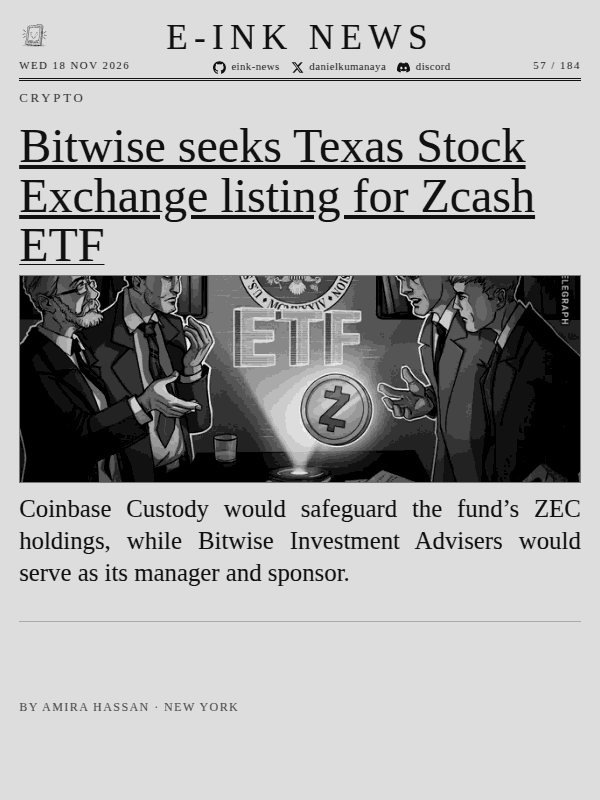 E-INK NEWS
WED 18 NOV 2026
eink-news
danielkumanaya
discord
57 / 184
CRYPTO
Bitwise seeks Texas Stock
Exchange listing for Zcash
ETF
MCMXXXIV
ETF
ELEGRAPH
Coinbase Custody would safeguard the fund’s ZEC
holdings, while Bitwise Investment Advisers would
serve as its manager and sponsor.
BY AMIRA HASSAN · NEW YORK